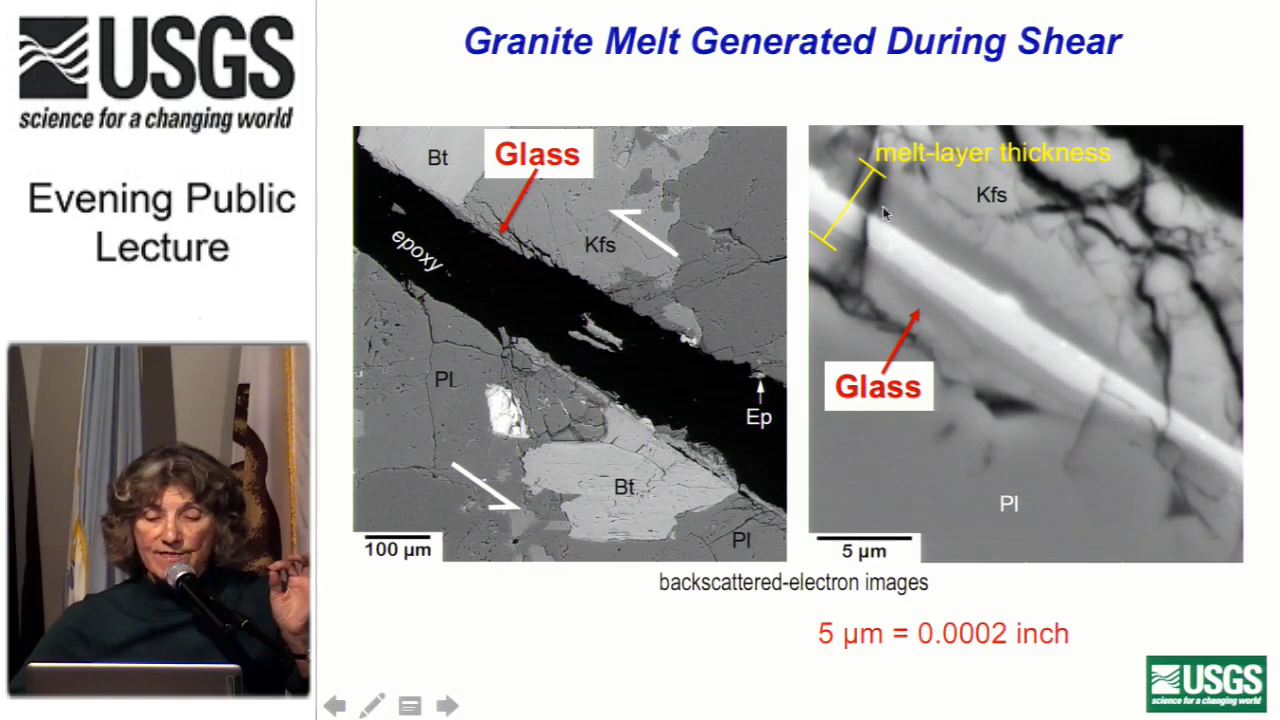 USGS
science for a changing world
Evening Public
Lecture
Granite Melt Generated During Shear
Bt
Glass
Kfs
epoxy
Pl
Ep
Bt
Pl
100 µm
melt-layer thickness
Kfs
Glass
Pl
5 µm
backscattered-electron images
5 µm = 0.0002 inch
USGS
science for a changing world